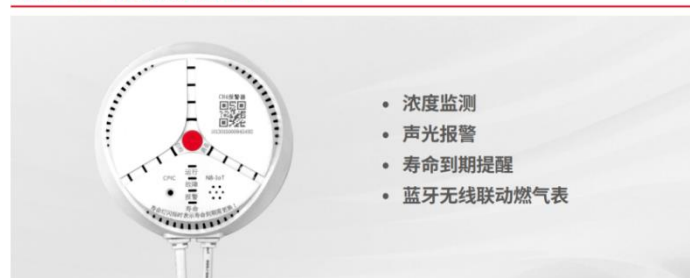 CH4报警器
CPIC
NB-IoT
运行
故障
报警
寿命
浓度监测
声光报警
寿命到期提醒
蓝牙无线联动燃气表